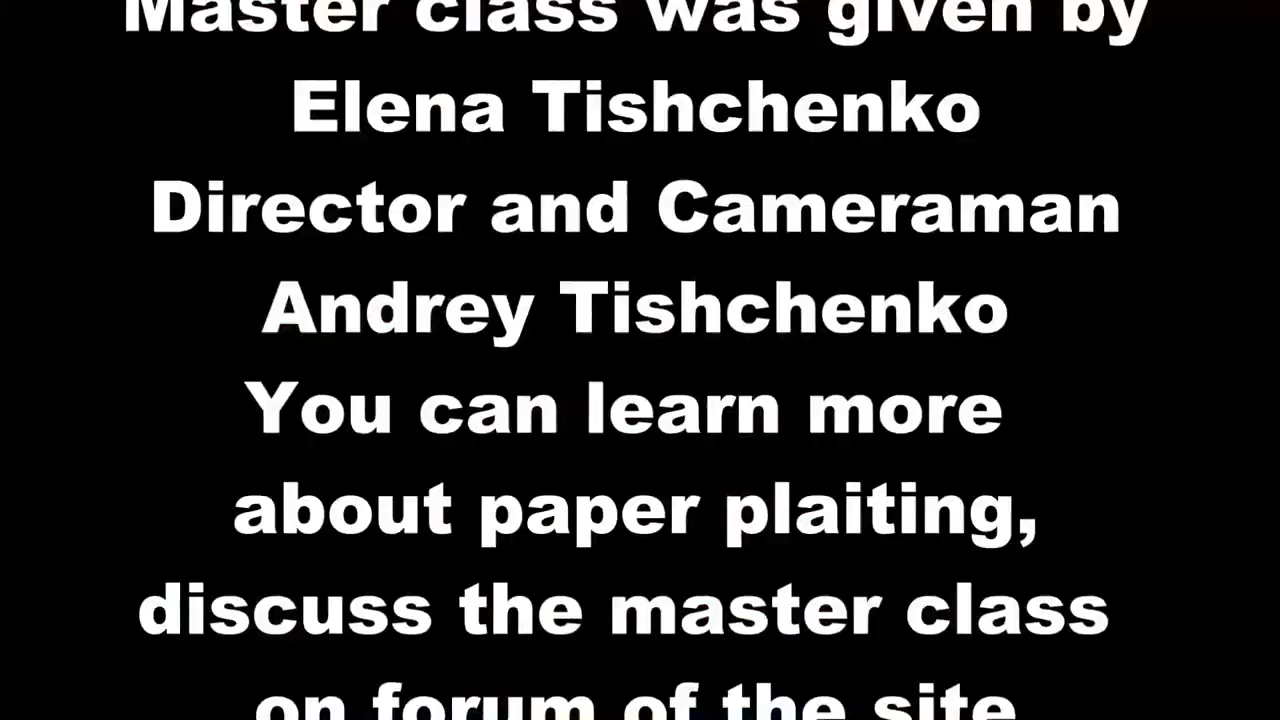 Master class was given by
Elena Tishchenko
Director and Cameraman
Andrey Tishchenko
You can learn more
about paper plaiting,
discuss the master class
on forum of the site